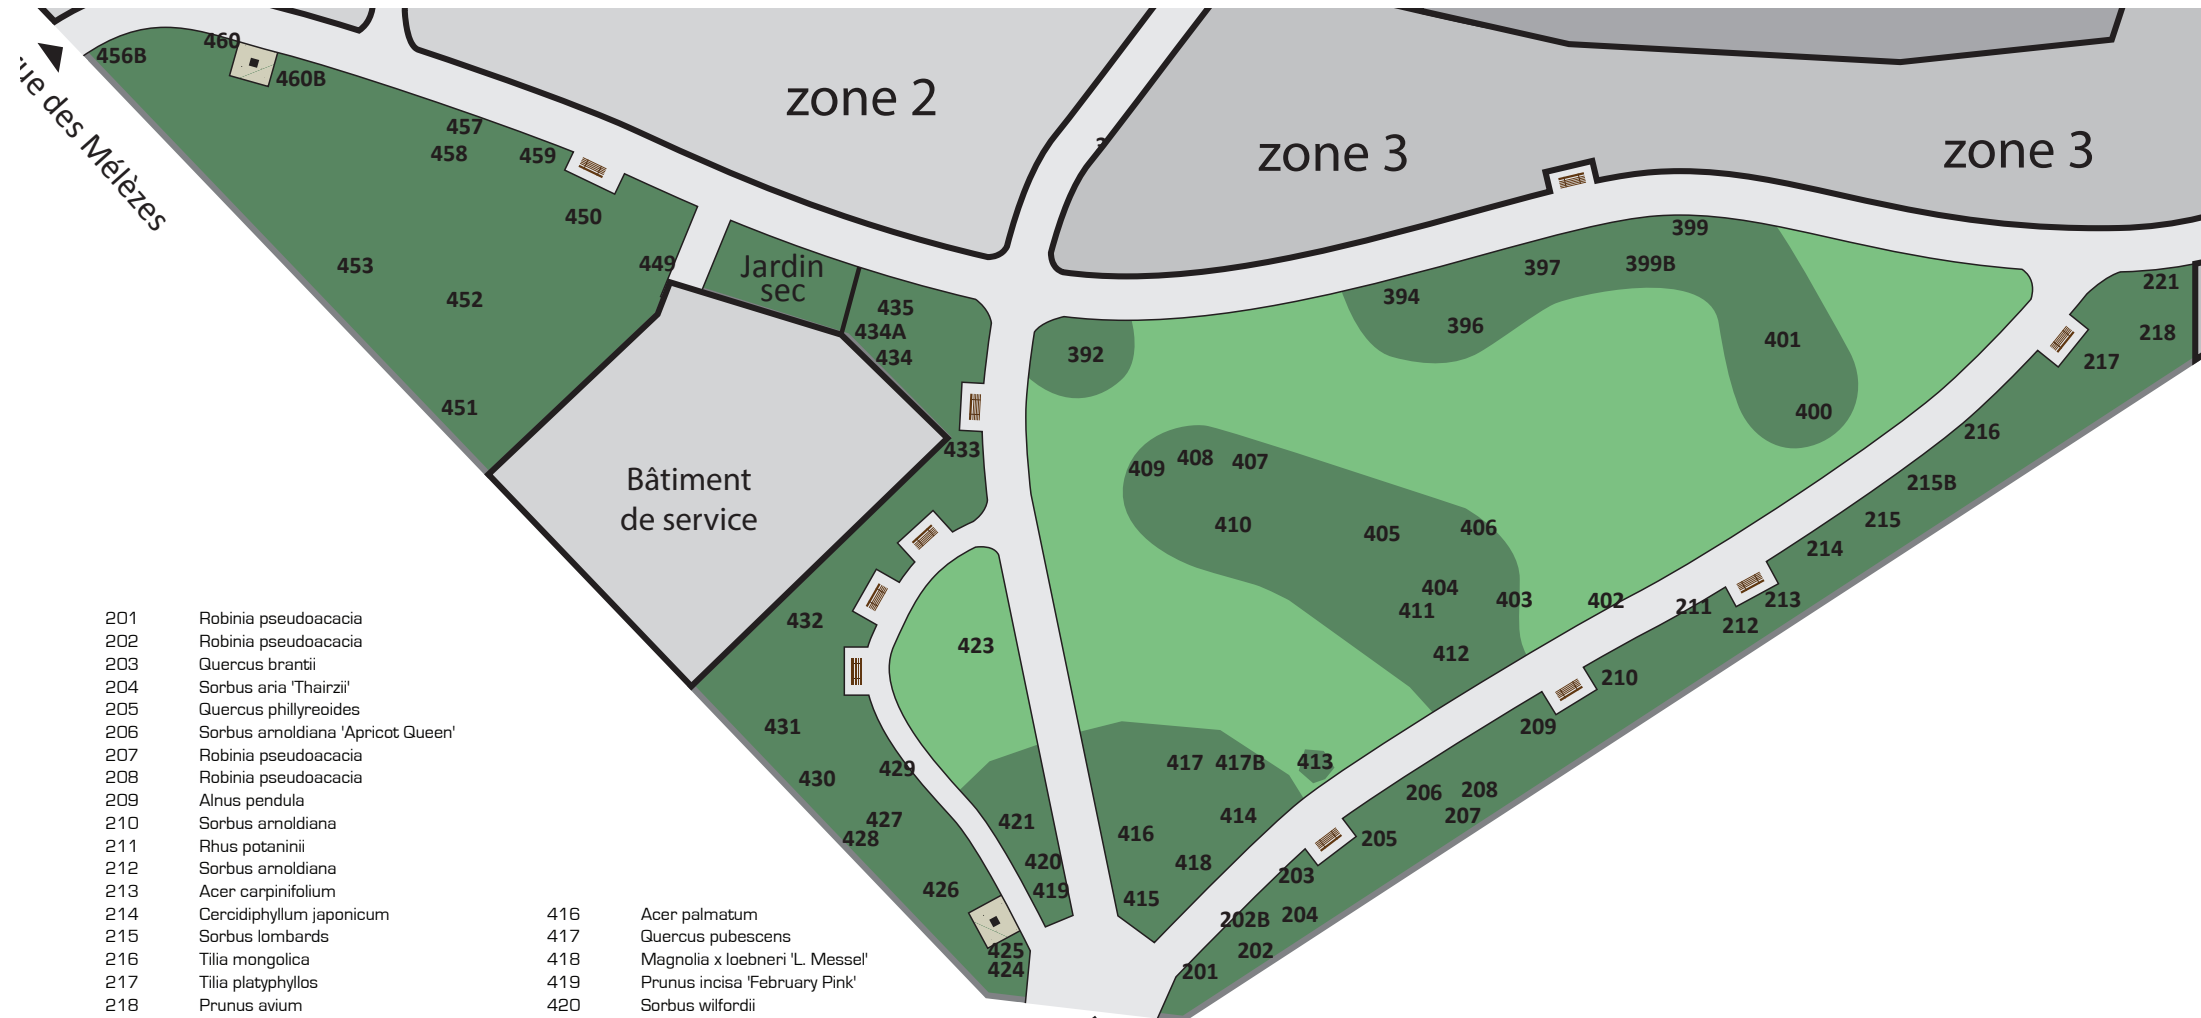 456B
460
460B
ue des Mélèzes
457
458
459
450
449
453
452
451
zone 2
zone 3
zone 3
Jardin
sec
435
434A
434
433
392
394
396
397
399
399B
401
400
221
218
217
216
215B
215
214
213
212
211
210
209
409
408
407
410
405
406
404
411
403
402
412
Bâtiment
de service
432
423
431
430
429
427
428
426
425
424
421
420
419
417
417B
413
414
416
418
415
206
208
207
205
203
204
202B
202
201
201 Robinia pseudoacacia
202 Robinia pseudoacacia
203 Quercus brantii
204 Sorbus aria 'Thairzii'
205 Quercus phillyreoides
206 Sorbus arnoldiana 'Apricot Queen'
207 Robinia pseudoacacia
208 Robinia pseudoacacia
209 Alnus pendula
210 Sorbus arnoldiana
211 Rhus potaninii
212 Sorbus arnoldiana
213 Acer carpinifolium
214 Cercidiphyllum japonicum
215 Sorbus lombards
216 Tilia mongolica
217 Tilia platyphyllos
218 Prunus avium
416 Acer palmatum
417 Quercus pubescens
418 Magnolia x loebneri 'L. Messel'
419 Prunus incisa 'February Pink'
420 Sorbus wilfordii